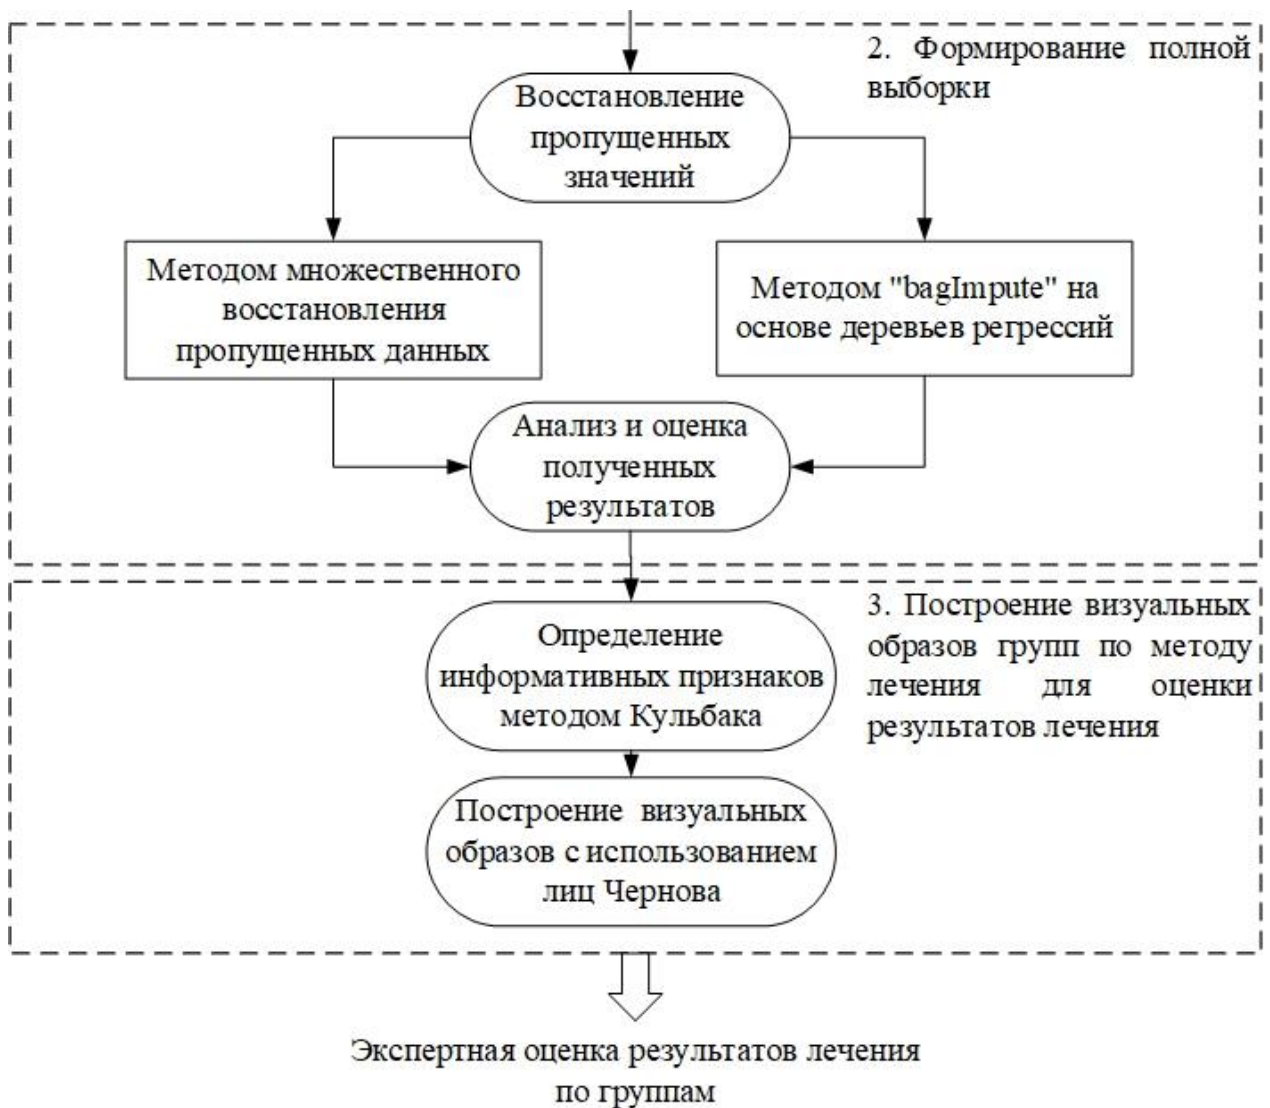 2. Формирование полной
выборки
Восстановление
пропущенных
значений
Методом множественного
восстановления
пропущенных данных
Методом "bagImpute" на
основе деревьев регрессий
Анализ и оценка
полученных
результатов
3. Построение визуальных
образов групп по методу
лечения для оценки
результатов лечения
Определение
информативных признаков
методом Кульбака
Построение визуальных
образов с использованием
лиц Чернова
Экспертная оценка результатов лечения
по группам